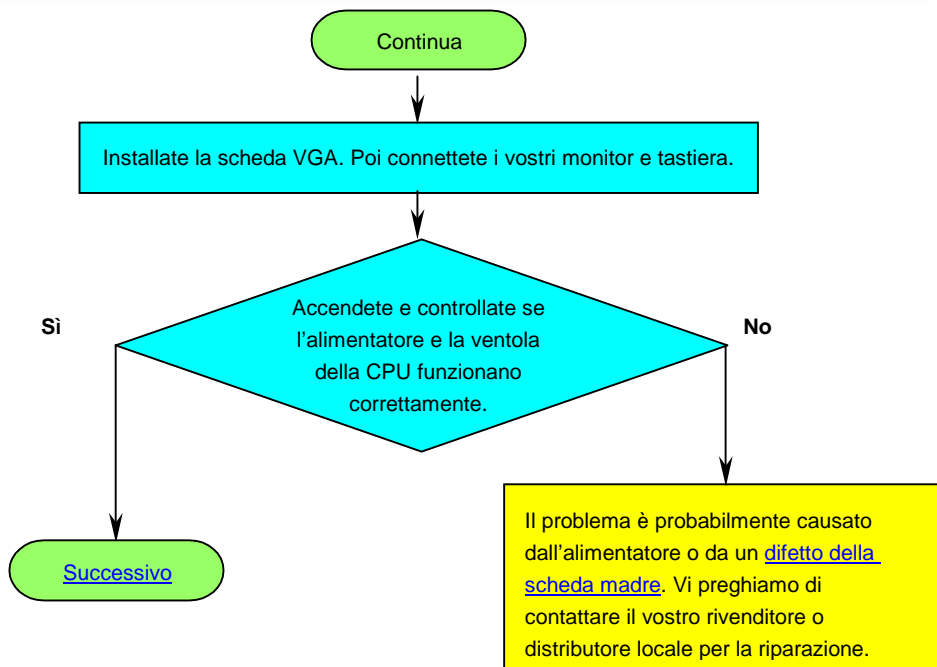 Continua
Installate la scheda VGA. Poi connettete i vostri monitor e tastiera.
Accendete e controllate se
l'alimentatore e la ventola
della CPU funzionano
correttamente.
Sì
No
Successivo
Il problema è probabilmente causato
dall'alimentatore o da un difetto della
scheda madre. Vi preghiamo di
contattare il vostro rivenditore o
distributore locale per la riparazione.